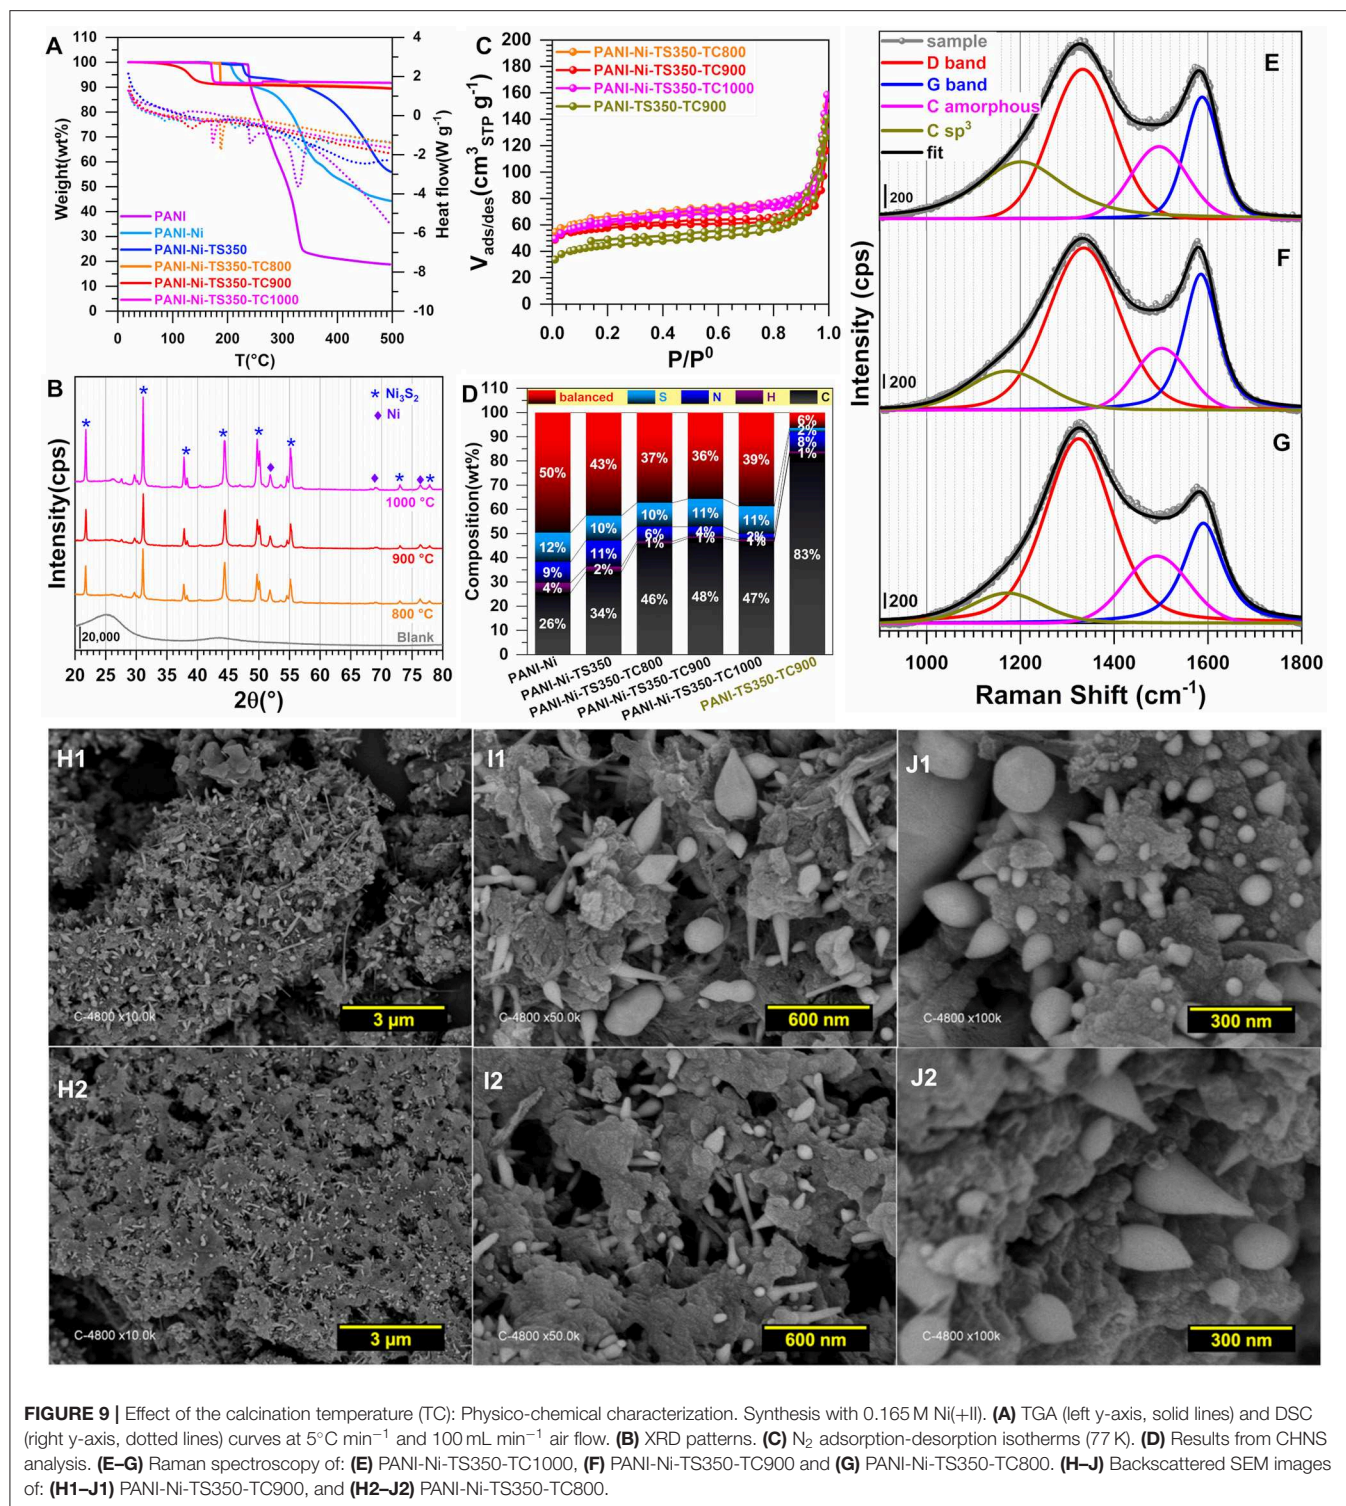 A
110
100
90
80
70
60
50
40
30
20
10
0
Weight(wt%)
4
2
0
-2
-4
-6
-8
-10
Heat flow(W g⁻¹)
PANI
PANI-Ni
PANI-Ni-TS350
PANI-Ni-TS350-TC800
PANI-Ni-TS350-TC900
PANI-Ni-TS350-TC1000
0 100 200 300 400 500
T(°C)
C
200
180
160
140
120
100
80
60
40
20
0
V ads/des (cm³ STP g⁻¹)
PANI-Ni-TS350-TC800
PANI-Ni-TS350-TC900
PANI-Ni-TS350-TC1000
PANI-TS350-TC900
0.0 0.2 0.4 0.6 0.8 1.0
P/P⁰
E
sample
D band
G band
C amorphous
C sp³
fit
200
F
200
G
200
Intensity (cps)
1000 1200 1400 1600 1800
Raman Shift (cm⁻¹)
B
* Ni₃S₂
♦ Ni
1000 °C
900 °C
800 °C
Blank
20,000
Intensity(cps)
20 25 30 35 40 45 50 55 60 65 70 75 80
2θ(°)
D
110
100
90
80
70
60
50
40
30
20
10
0
Composition(wt%)
balanced S N H C
50% 43% 37% 36% 39% 6%
12% 10% 10% 11% 11% 2%
9% 11% 6% 4% 2% 8%
4% 2% 1% 1% 1% 1%
26% 34% 46% 48% 47% 83%
PANI-Ni
PANI-Ni-TS350
PANI-Ni-TS350-TC800
PANI-Ni-TS350-TC900
PANI-Ni-TS350-TC1000
PANI-TS350-TC900
H1
C-4800 x10.0k
3 µm
I1
C-4800 x50.0k
600 nm
J1
C-4800 x100k
300 nm
H2
C-4800 x10.0k
3 µm
I2
C-4800 x50.0k
600 nm
J2
C-4800 x100k
300 nm
FIGURE 9 | Effect of the calcination temperature (TC): Physico-chemical characterization. Synthesis with 0.165 M Ni(+II). (A) TGA (left y-axis, solid lines) and DSC
(right y-axis, dotted lines) curves at 5°C min⁻¹ and 100 mL min⁻¹ air flow. (B) XRD patterns. (C) N₂ adsorption-desorption isotherms (77 K). (D) Results from CHNS
analysis. (E–G) Raman spectroscopy of: (E) PANI-Ni-TS350-TC1000, (F) PANI-Ni-TS350-TC900 and (G) PANI-Ni-TS350-TC800. (H–J) Backscattered SEM images
of: (H1–J1) PANI-Ni-TS350-TC900, and (H2–J2) PANI-Ni-TS350-TC800.